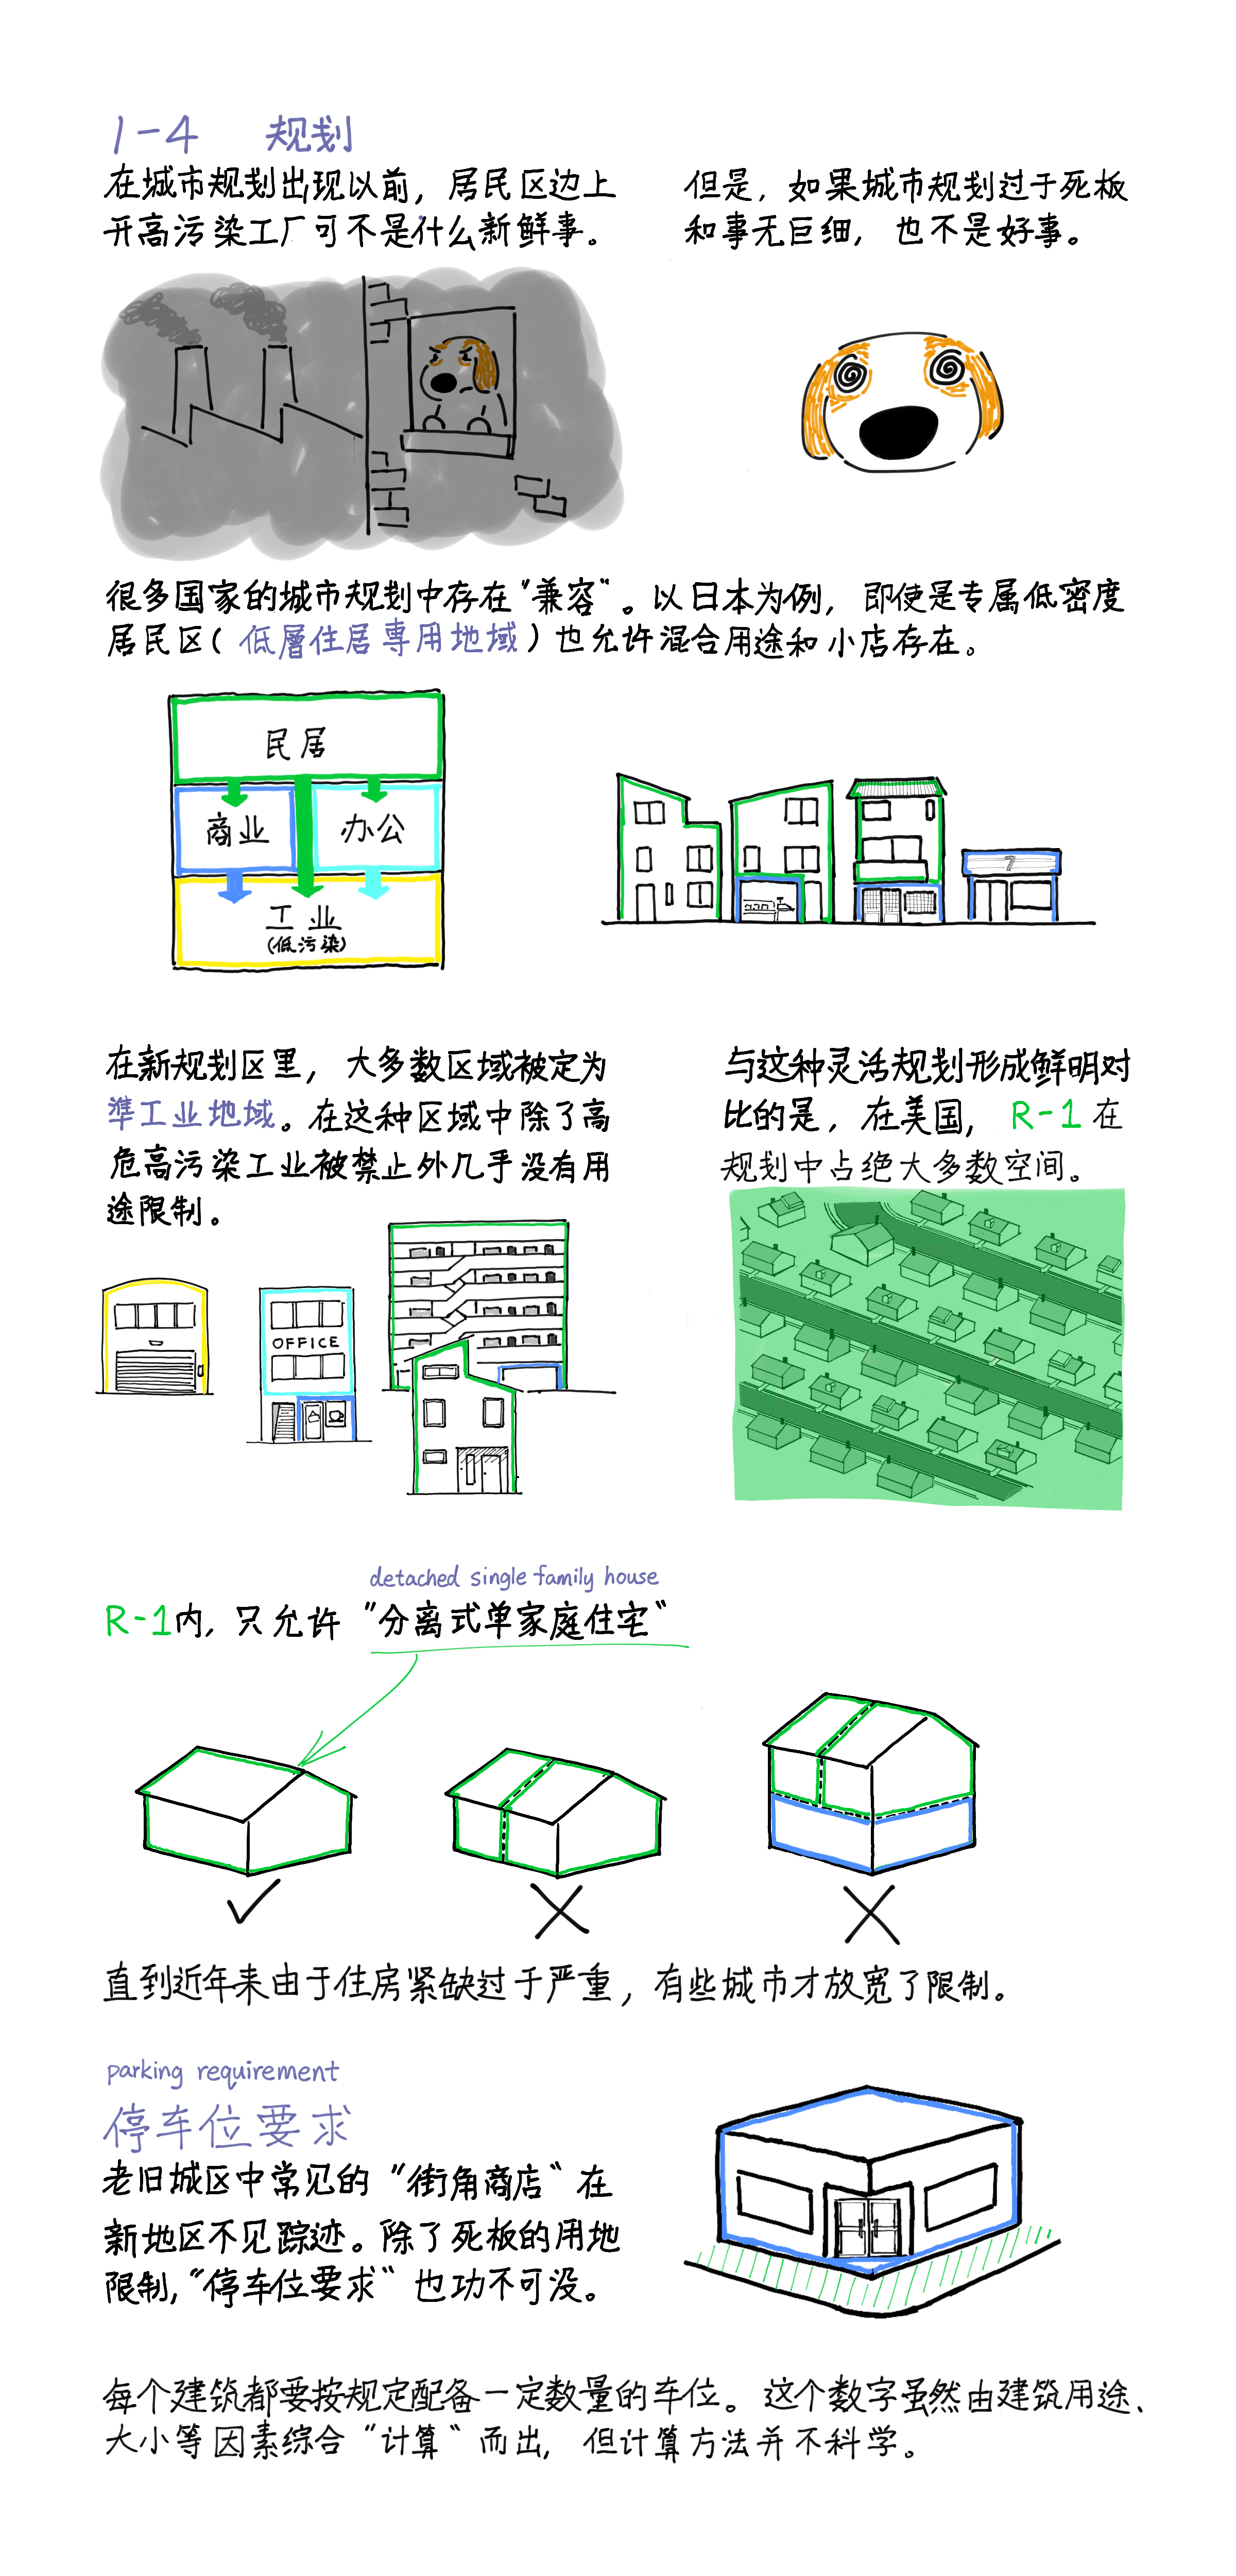 1-4 规划
在城市规划出现以前，居民区边上
开高污染工厂可不是什么新鲜事。
但是，如果城市规划过于死板
和事无巨细，也不是好事。
很多国家的城市规划中存在“兼容”。以日本为例，即使是专属低密度
居民区（低層住居専用地域）也允许混合用途和小店存在。
民居
商业
办公
工业
(低污染)
7
在新规划区里，大多数区域被定为
準工业地域。在这种区域中除了高
危高污染工业被禁止外几乎没有用
途限制。
OFFICE
与这种灵活规划形成鲜明对
比的是，在美国，R-1在
规划中占绝大多数空间。
detached single family house
R-1内，只允许“分离式单家庭住宅”
直到近年来由于住房紧缺过于严重，有些城市才放宽了限制。
parking requirement
停车位要求
老旧城区中常见的“街角商店”在
新地区不见踪迹。除了死板的用地
限制，“停车位要求”也功不可没。
每个建筑都要按规定配备一定数量的车位。这个数字虽然由建筑用途、
大小等因素综合“计算”而出，但计算方法并不科学。